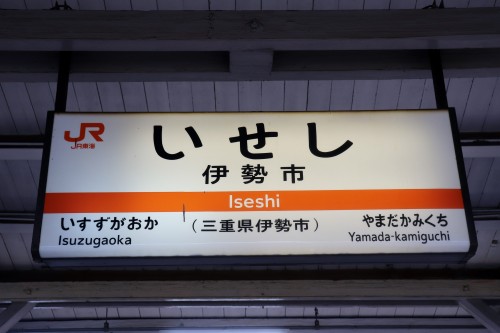 JR
JR東海
いせし
伊勢市
Iseshi
いすずがおか
Isuzugaoka
（三重県伊勢市）
やまだかみぐち
Yamada-kamiguchi